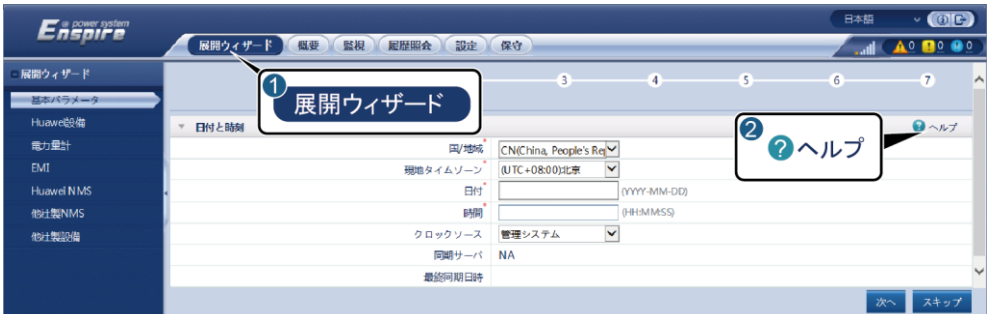 e power system
Enspire
日本語
展開ウィザード 概要 監視 履歴照会 設定 保守
0 0 0
展開ウィザード
基本パラメータ
Huawei設備
電力量計
EMI
Huawei NMS
他社製NMS
他社製設備
1
展開ウィザード
3 4 5 6 7
日付と時刻
ヘルプ
2
? ヘルプ
国/地域* CN(China, People's Rep
現地タイムゾーン* (UTC+08:00)北京
日付* (YYYY-MM-DD)
時間* (HH:MM:SS)
クロックソース 管理システム
同期サーバ NA
最終同期日時
次へ スキップ